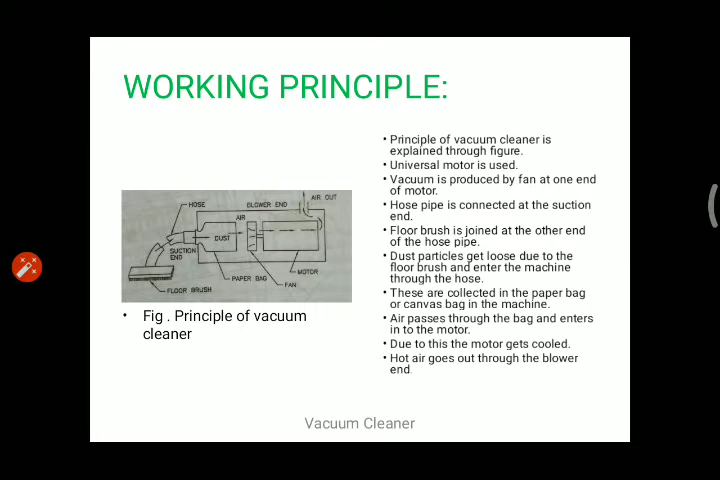 WORKING PRINCIPLE:
HOSE
BLOWER END
AIR OUT
AIR
DUST
SUCTION
END
MOTOR
PAPER BAG
FAN
FLOOR BRUSH
• Fig . Principle of vacuum
cleaner
• Principle of vacuum cleaner is
explained through figure.
• Universal motor is used.
• Vacuum is produced by fan at one end
of motor.
• Hose pipe is connected at the suction
end.
• Floor brush is joined at the other end
of the hose pipe.
• Dust particles get loose due to the
floor brush and enter the machine
through the hose.
• These are collected in the paper bag
or canvas bag in the machine.
• Air passes through the bag and enters
in to the motor.
• Due to this the motor gets cooled.
• Hot air goes out through the blower
end.
Vacuum Cleaner